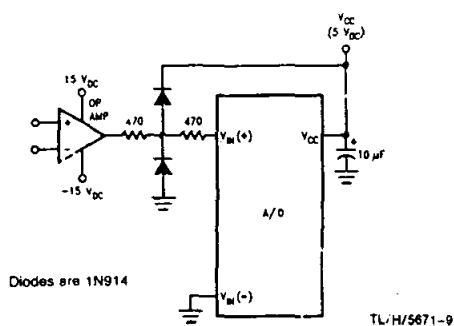 V_CC
(5 V_DC)
15 V_DC
OP
AMP
470
470
+
−
V_IN(+)
V_CC
+
10 µF
-15 V_DC
A/D
Diodes are 1N914
V_IN(−)
TL/H/5671-9